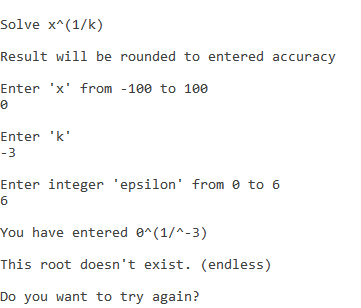 Solve x^(1/k)
Result will be rounded to entered accuracy
Enter 'x' from -100 to 100
0
Enter 'k'
-3
Enter integer 'epsilon' from 0 to 6
6
You have entered 0^(1/^-3)
This root doesn't exist. (endless)
Do you want to try again?